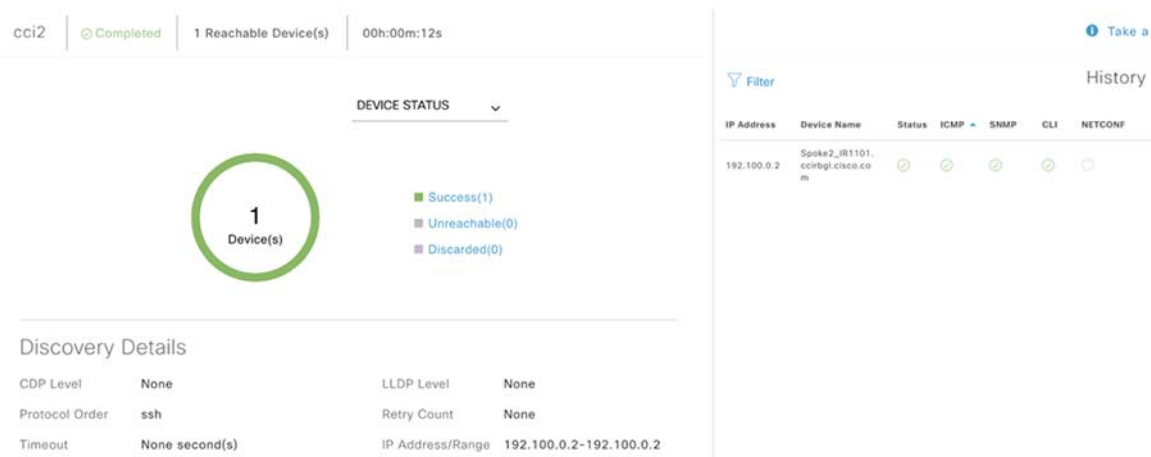 cci2
Completed
1 Reachable Device(s)
00h:00m:12s
Take a
DEVICE STATUS
1
Device(s)
Success(1)
Unreachable(0)
Discarded(0)
Filter
History
IP Address Device Name Status ICMP SNMP CLI NETCONF
192.100.0.2
Spoke2_IR1101.
ccirbgl.cisco.co
m
Discovery Details
CDP Level None LLDP Level None
Protocol Order ssh Retry Count None
Timeout None second(s) IP Address/Range 192.100.0.2-192.100.0.2